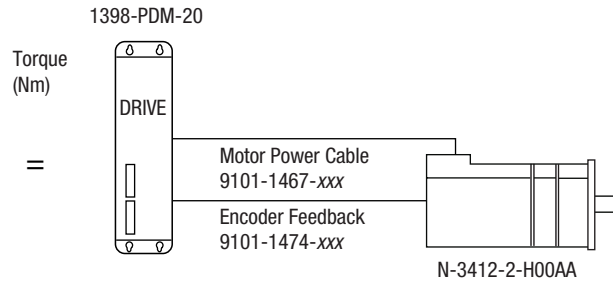 1398-PDM-20
Torque
(Nm)
DRIVE
=
Motor Power Cable
9101-1467-xxx
Encoder Feedback
9101-1474-xxx
N-3412-2-H00AA